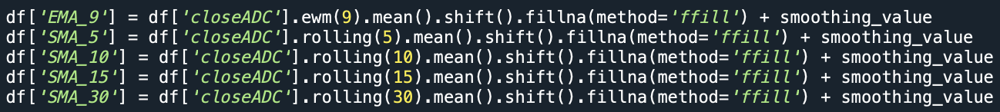 df['EMA_9'] = df['closeADC'].ewm(9).mean().shift().fillna(method='ffill') + smoothing_value
df['SMA_5'] = df['closeADC'].rolling(5).mean().shift().fillna(method='ffill') + smoothing_value
df['SMA_10'] = df['closeADC'].rolling(10).mean().shift().fillna(method='ffill') + smoothing_value
df['SMA_15'] = df['closeADC'].rolling(15).mean().shift().fillna(method='ffill') + smoothing_value
df['SMA_30'] = df['closeADC'].rolling(30).mean().shift().fillna(method='ffill') + smoothing_value